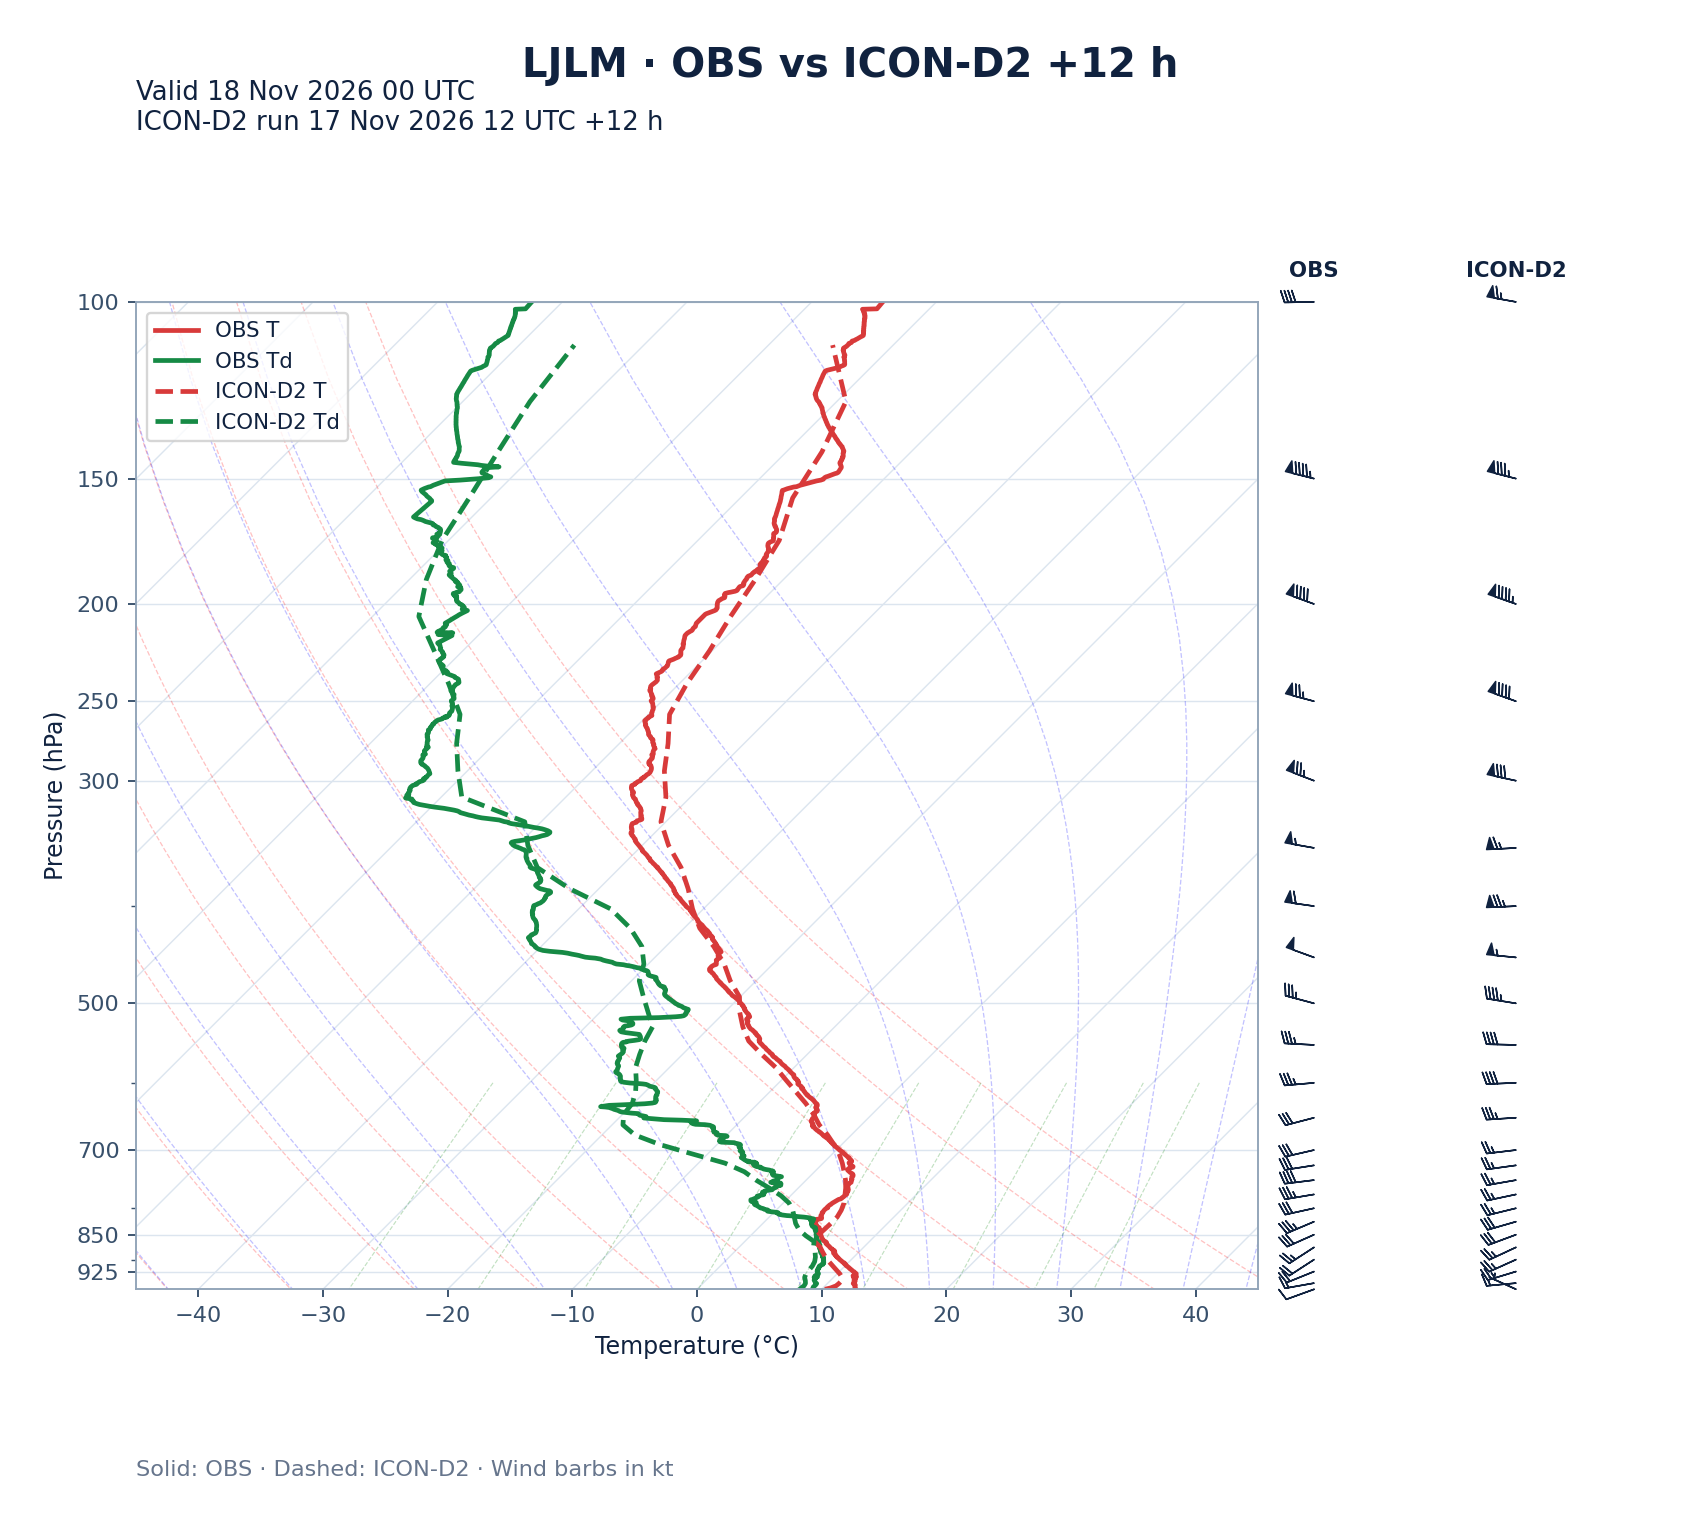 LJLM · OBS vs ICON-D2 +12 h
Valid 18 Nov 2026 00 UTC
ICON-D2 run 17 Nov 2026 12 UTC +12 h
OBS
ICON-D2
100
150
200
250
300
500
700
850
925
Pressure (hPa)
OBS T
OBS Td
ICON-D2 T
ICON-D2 Td
−40
−30
−20
−10
0
10
20
30
40
Temperature (°C)
Solid: OBS · Dashed: ICON-D2 · Wind barbs in kt